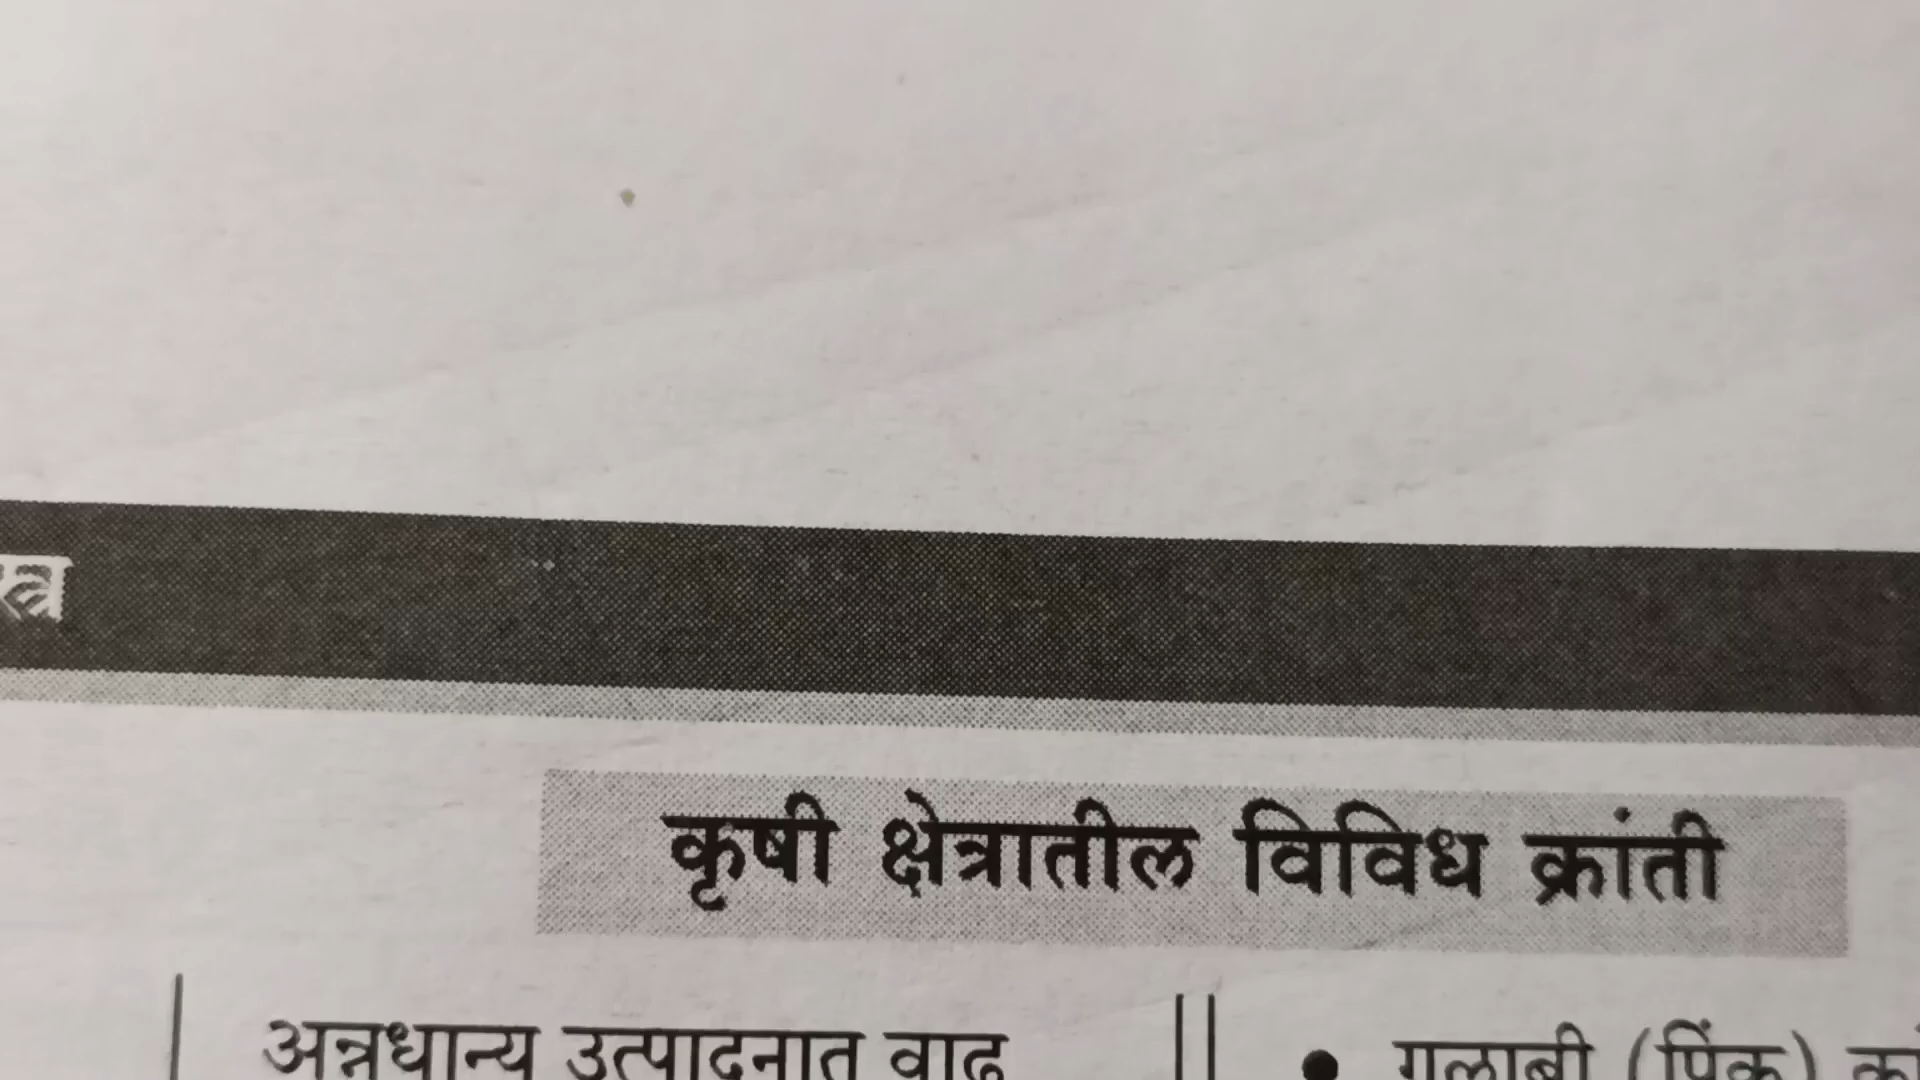 कृषी क्षेत्रातील विविध क्रांती
अन्नधान्य उत्पादनात वाढ
• गुलाबी (पिंक)